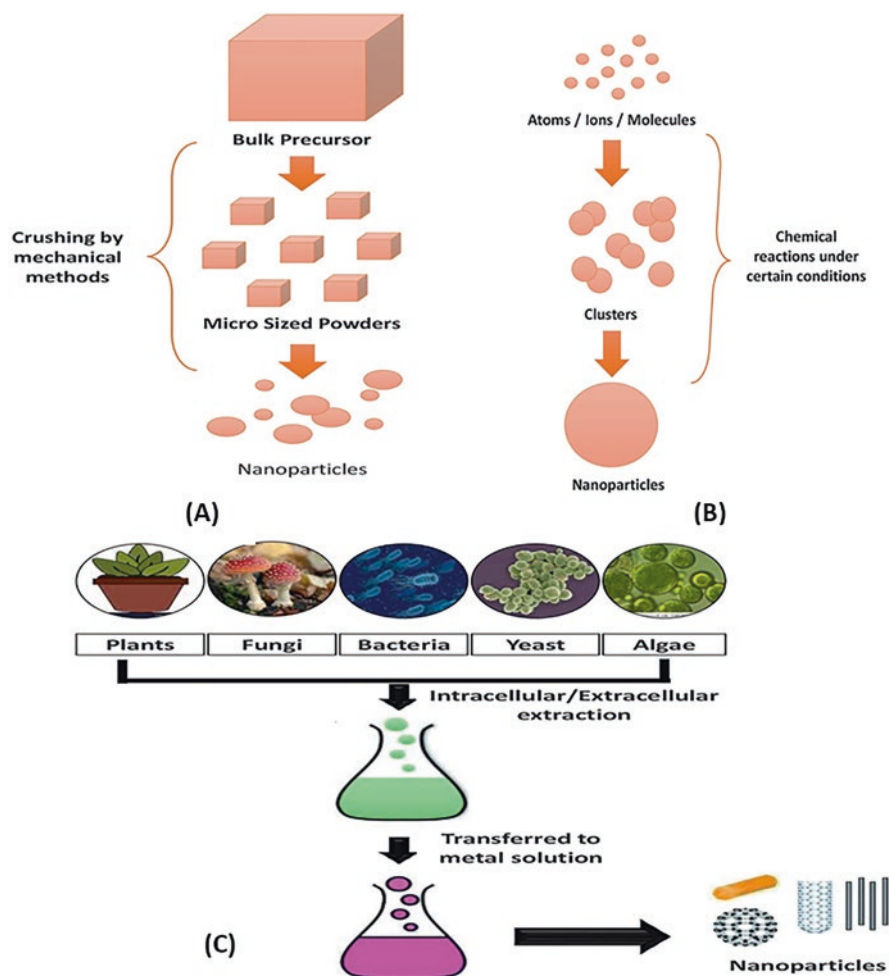 Bulk Precursor
Crushing by
mechanical
methods
Micro Sized Powders
Nanoparticles
(A)
Atoms / Ions / Molecules
Chemical
reactions under
certain conditions
Clusters
Nanoparticles
(B)
Plants
Fungi
Bacteria
Yeast
Algae
Intracellular/Extracellular
extraction
Transferred to
metal solution
(C)
Nanoparticles